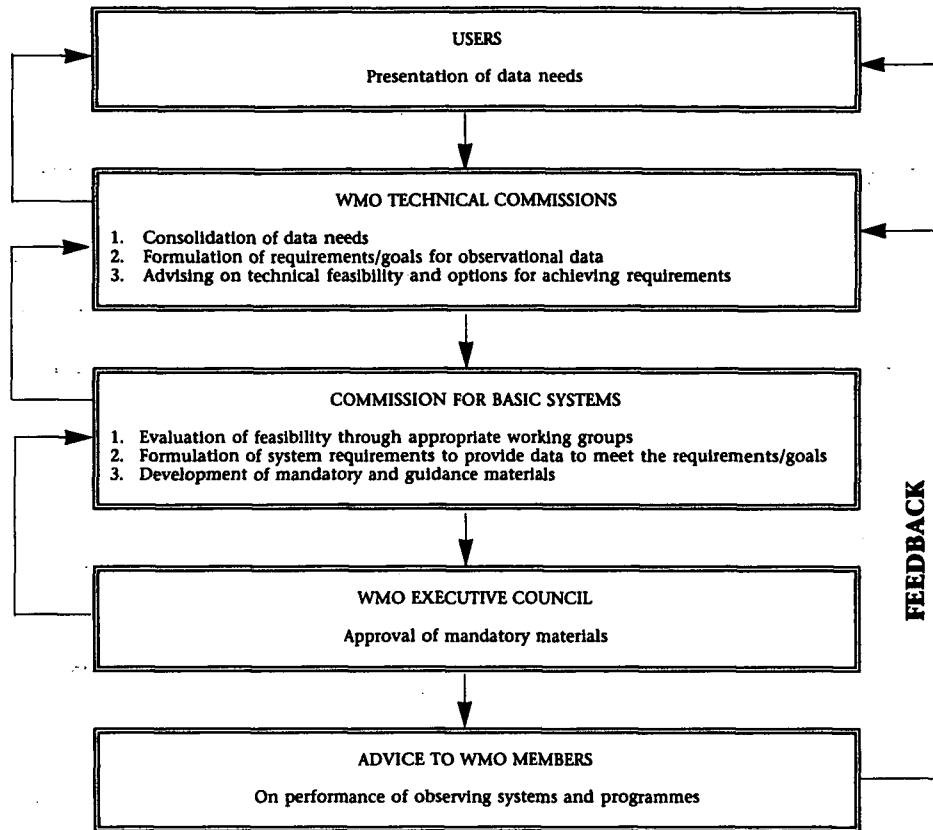 USERS
Presentation of data needs
WMO TECHNICAL COMMISSIONS
1. Consolidation of data needs
2. Formulation of requirements/goals for observational data
3. Advising on technical feasibility and options for achieving requirements
COMMISSION FOR BASIC SYSTEMS
1. Evaluation of feasibility through appropriate working groups
2. Formulation of system requirements to provide data to meet the requirements/goals
3. Development of mandatory and guidance materials
WMO EXECUTIVE COUNCIL
Approval of mandatory materials
ADVICE TO WMO MEMBERS
On performance of observing systems and programmes
FEEDBACK